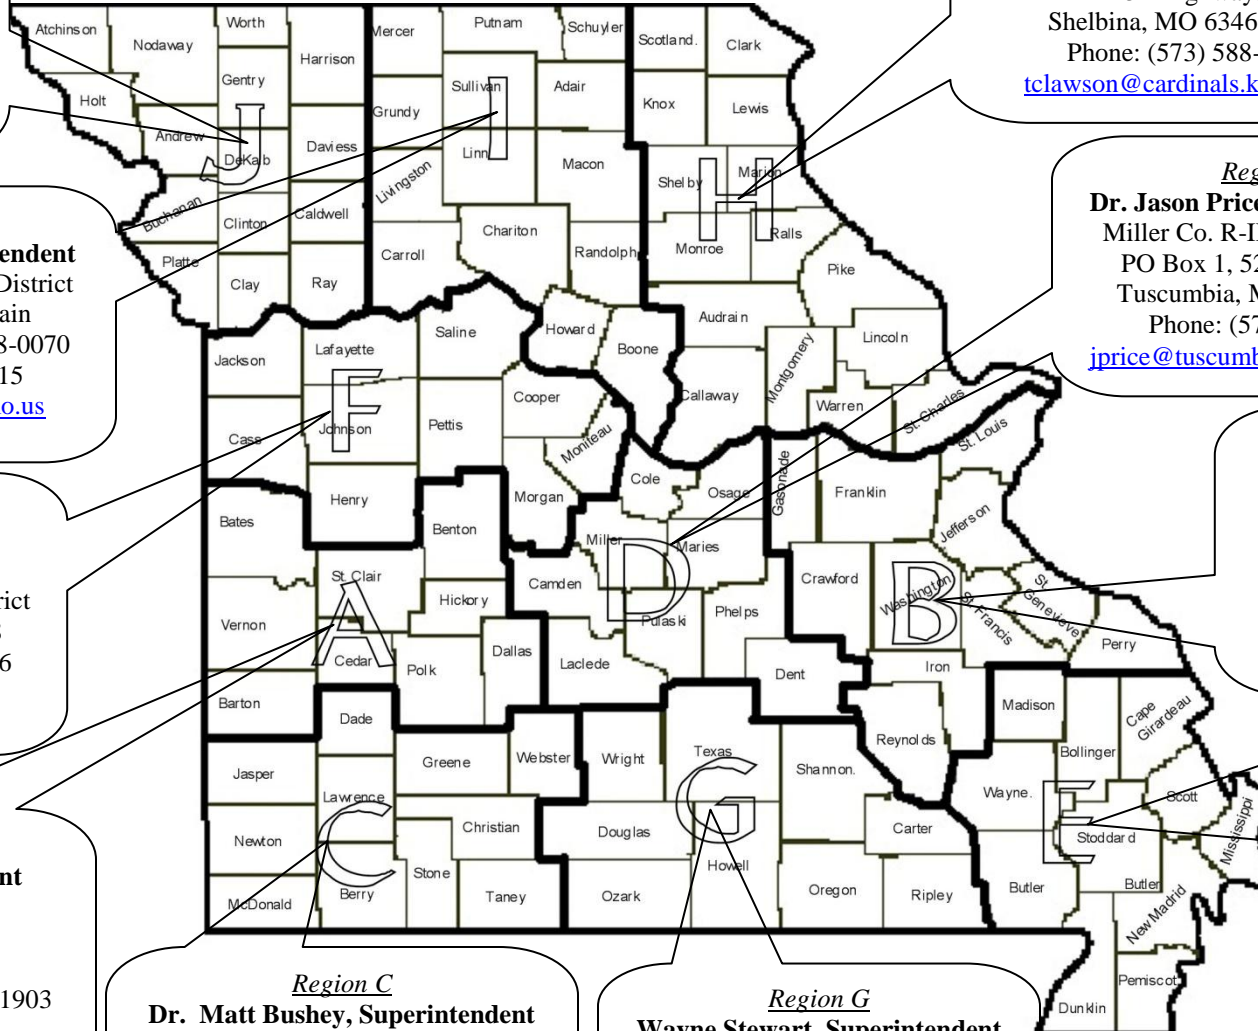 Atchinson
Nodaway
Worth
Harrison
Mercer
Putnam
Schuyler
Scotland.
Clark
Gentry
Holt
Sullivan
Adair
Grundy
Knox
Lewis
Andrew
DeKalb
Daviess
Linn
Macon
Livingston
Shelby
Marion
Buchanan
Clinton
Caldwell
Chariton
Randolph
Monroe
Ralls
Platte
Clay
Ray
Carroll
Pike
J
I
H
Jackson
Lafayette
Saline
Howard
Boone
Audrain
Lincoln
Montgomery
Callaway
Warren
St. Charles
St. Louis
Cooper
Cass
Johnson
Pettis
Moniteau
F
Henry
Morgan
Cole
Osage
Gasonade
Franklin
Jefferson
Bates
Benton
Miller
Maries
St. Clair
Hickory
Camden
Crawford
Washington
St. Francis
St. Genevieve
Vernon
Cedar
Polk
Dallas
Laclede
Pulaski
Phelps
Perry
A
D
B
Barton
Dade
Dent
Iron
Madison
Cape Girardeau
Reynolds
Bollinger
Jasper
Lawrence
Greene
Webster
Wright
Texas
Shannon.
Wayne.
Scott
Mississippi
Newton
Christian
Douglas
Howell
Carter
Stoddard
McDonald
Berry
Stone
Taney
Ozark
Oregon
Ripley
Butler
Butler
New Madrid
Pemiscot
Dunklin
C
G
E
Shelbina, MO 6346
Phone: (573) 588-
tclawson@cardinals.k
Reg
Dr. Jason Price
Miller Co. R-II
PO Box 1, 52
Tuscumbia, M
Phone: (57
jprice@tuscumb
endent
District
ain
8-0070
15
o.us
rict
6
nt
1903
Region C
Dr. Matt Bushey, Superintendent
Region G
Wayne Stewart, Superintendent